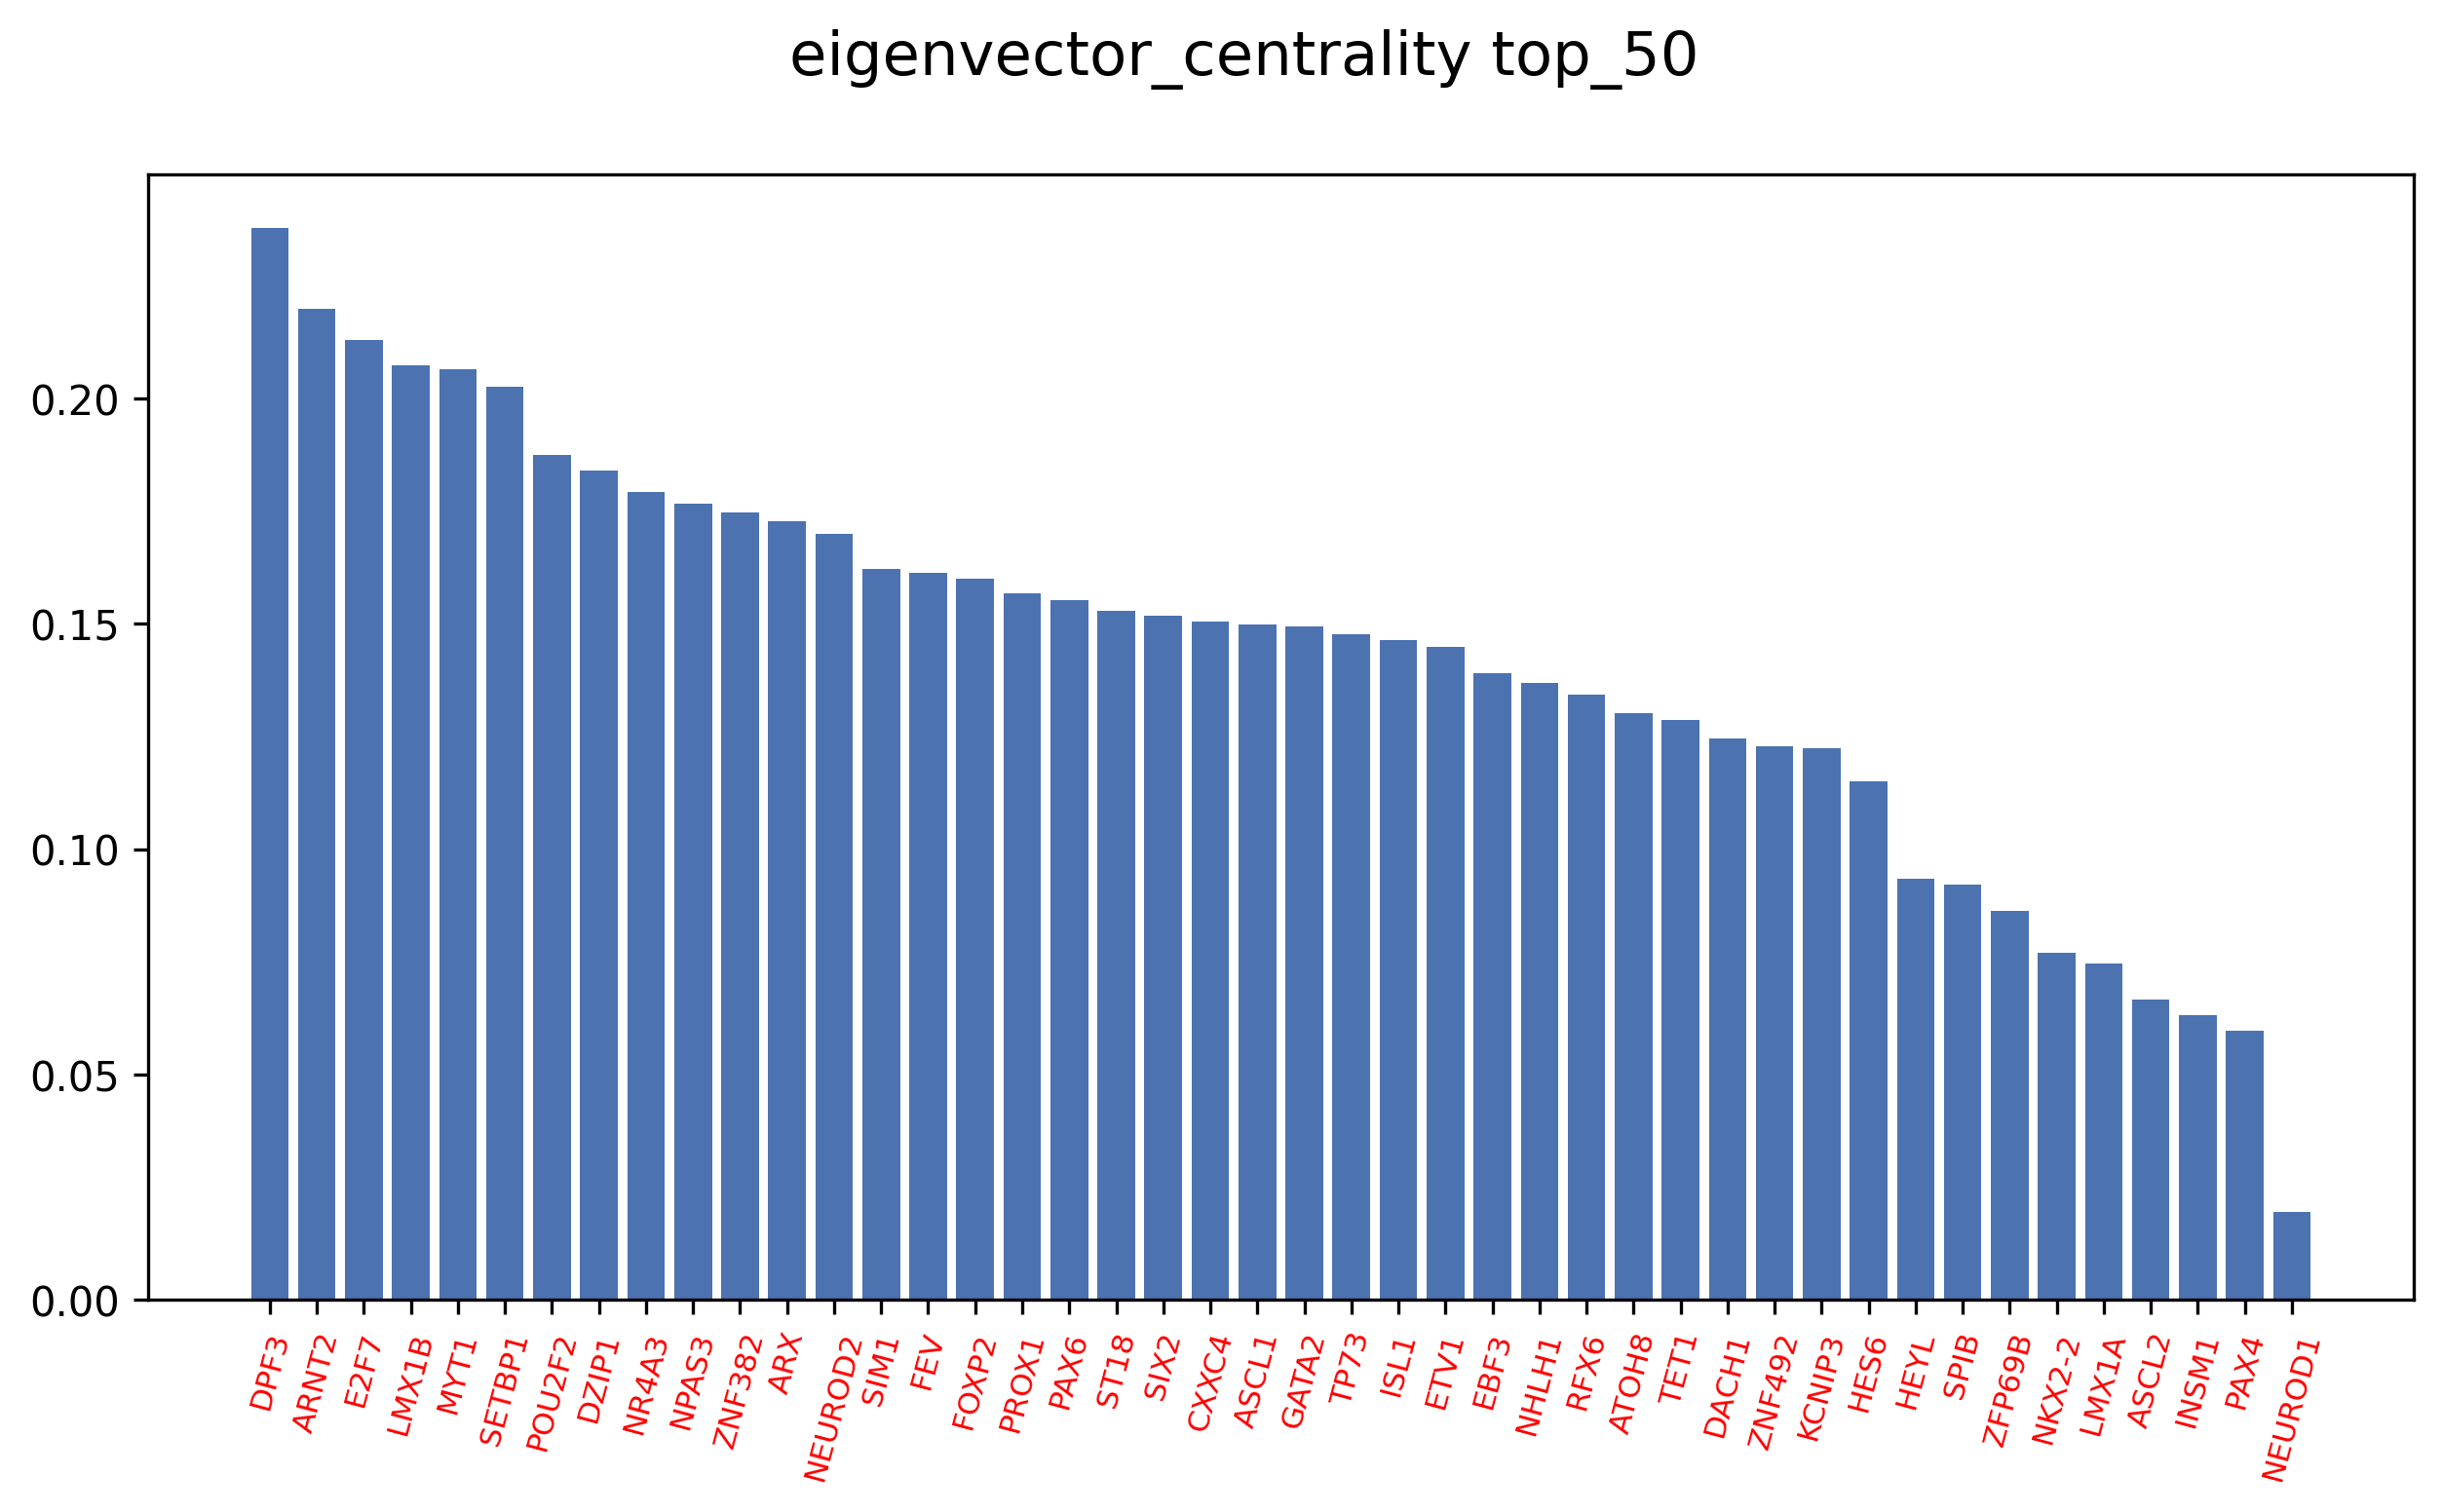 eigenvector_centrality top_50
0.20
0.15
0.10
0.05
0.00
DPF3
ARNT2
E2F7
LMX1B
MYT1
SETBP1
POU2F2
DZIP1
NR4A3
NPAS3
ZNF382
ARX
NEUROD2
SIM1
FEV
FOXP2
PROX1
PAX6
ST18
SIX2
CXXC4
ASCL1
GATA2
TP73
ISL1
ETV1
EBF3
NHLH1
RFX6
ATOH8
TET1
DACH1
ZNF492
KCNIP3
HES6
HEYL
SPIB
ZFP69B
NKX2-2
LMX1A
ASCL2
INSM1
PAX4
NEUROD1